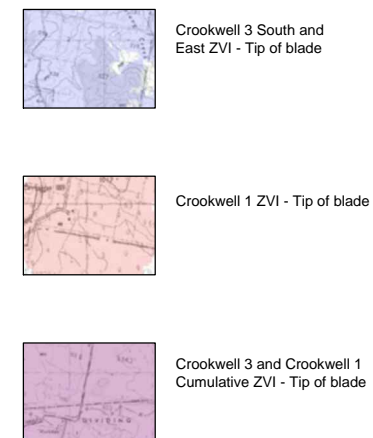 Crookwell 3 South and
East ZVI - Tip of blade
Crookwell 1 ZVI - Tip of blade
Crookwell 3 and Crookwell 1
Cumulative ZVI - Tip of blade
DIVIDING